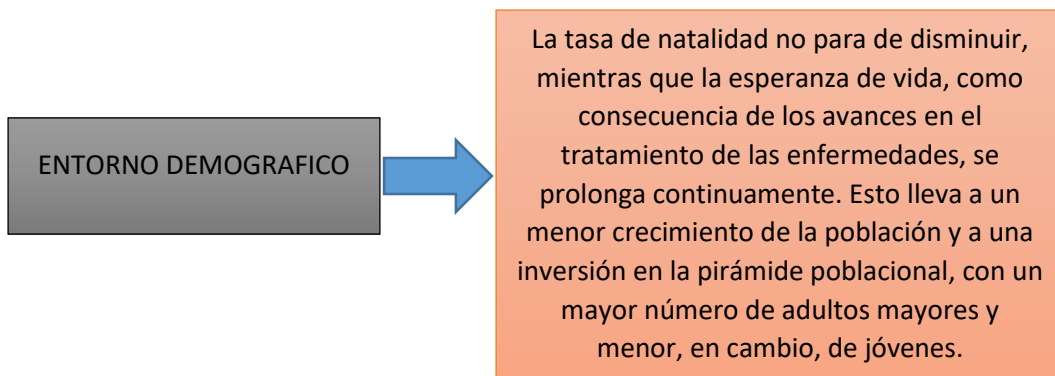 ENTORNO DEMOGRAFICO
La tasa de natalidad no para de disminuir,
mientras que la esperanza de vida, como
consecuencia de los avances en el
tratamiento de las enfermedades, se
prolonga continuamente. Esto lleva a un
menor crecimiento de la población y a una
inversión en la pirámide poblacional, con un
mayor número de adultos mayores y
menor, en cambio, de jóvenes.